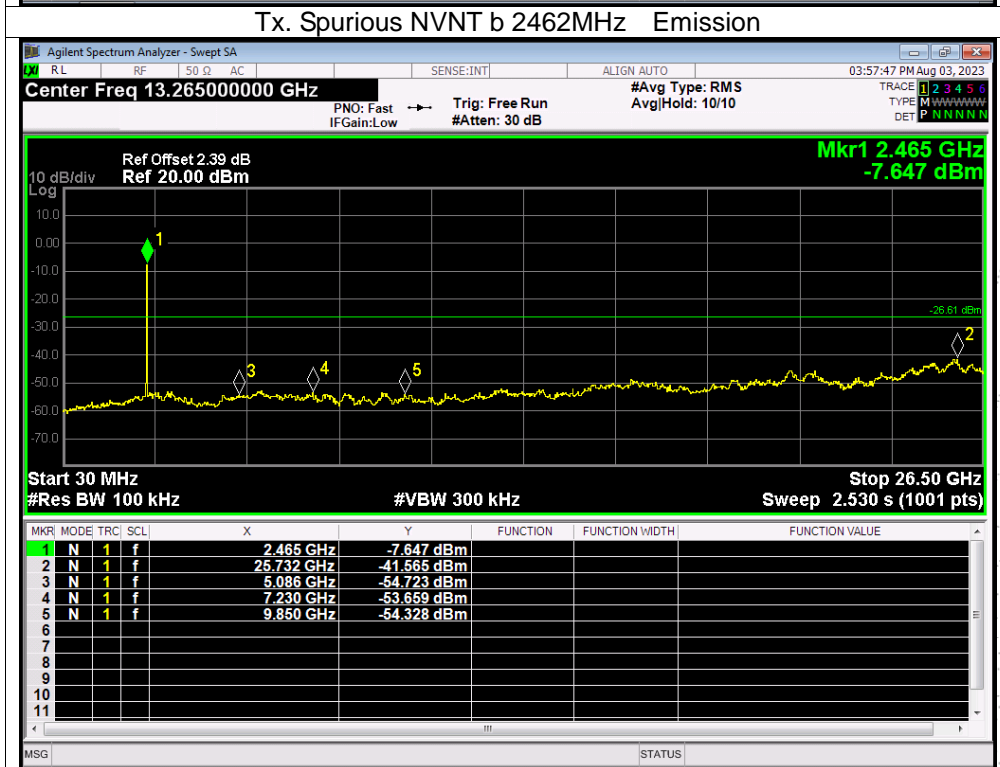 Tx. Spurious NVNT b 2462MHz Emission
Agilent Spectrum Analyzer - Swept SA
LXI RL RF 50 Ω AC SENSE:INT ALIGN AUTO 03:57:47 PM Aug 03, 2023
Center Freq 13.265000000 GHz #Avg Type: RMS TRACE 1 2 3 4 5 6
PNO: Fast Trig: Free Run Avg|Hold: 10/10 TYPE M WWWWW
IFGain:Low #Atten: 30 dB DET P N N N N N
Mkr1 2.465 GHz
Ref Offset 2.39 dB
10 dB/div Ref 20.00 dBm -7.647 dBm
Log
10.0
0.00
1
-10.0
-20.0
-26.61 dBm
-30.0
2
-40.0
3 4 5
-50.0
-60.0
-70.0
Start 30 MHz Stop 26.50 GHz
#Res BW 100 kHz #VBW 300 kHz Sweep 2.530 s (1001 pts)
MKR MODE TRC SCL X Y FUNCTION FUNCTION WIDTH FUNCTION VALUE
1 N 1 f 2.465 GHz -7.647 dBm
2 N 1 f 25.732 GHz -41.565 dBm
3 N 1 f 5.086 GHz -54.723 dBm
4 N 1 f 7.230 GHz -53.659 dBm
5 N 1 f 9.850 GHz -54.328 dBm
6
7
8
9
10
11
MSG STATUS